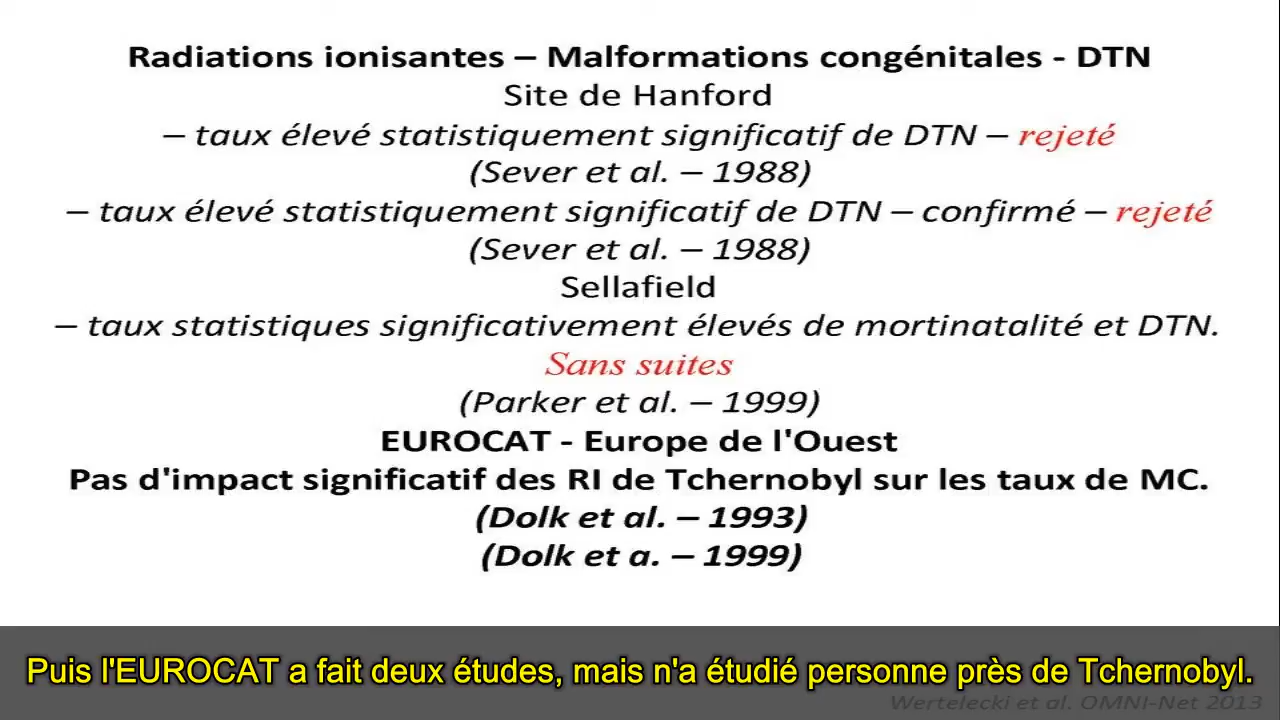 Radiations ionisantes – Malformations congénitales - DTN
Site de Hanford
– taux élevé statistiquement significatif de DTN – rejeté
(Sever et al. – 1988)
– taux élevé statistiquement significatif de DTN – confirmé – rejeté
(Sever et al. – 1988)
Sellafield
– taux statistiques significativement élevés de mortinatalité et DTN.
Sans suites
(Parker et al. – 1999)
EUROCAT - Europe de l'Ouest
Pas d'impact significatif des RI de Tchernobyl sur les taux de MC.
(Dolk et al. – 1993)
(Dolk et a. – 1999)
Puis l'EUROCAT a fait deux études, mais n'a étudié personne près de Tchernobyl.
Wertelecki et al. OMNI-Net 2013